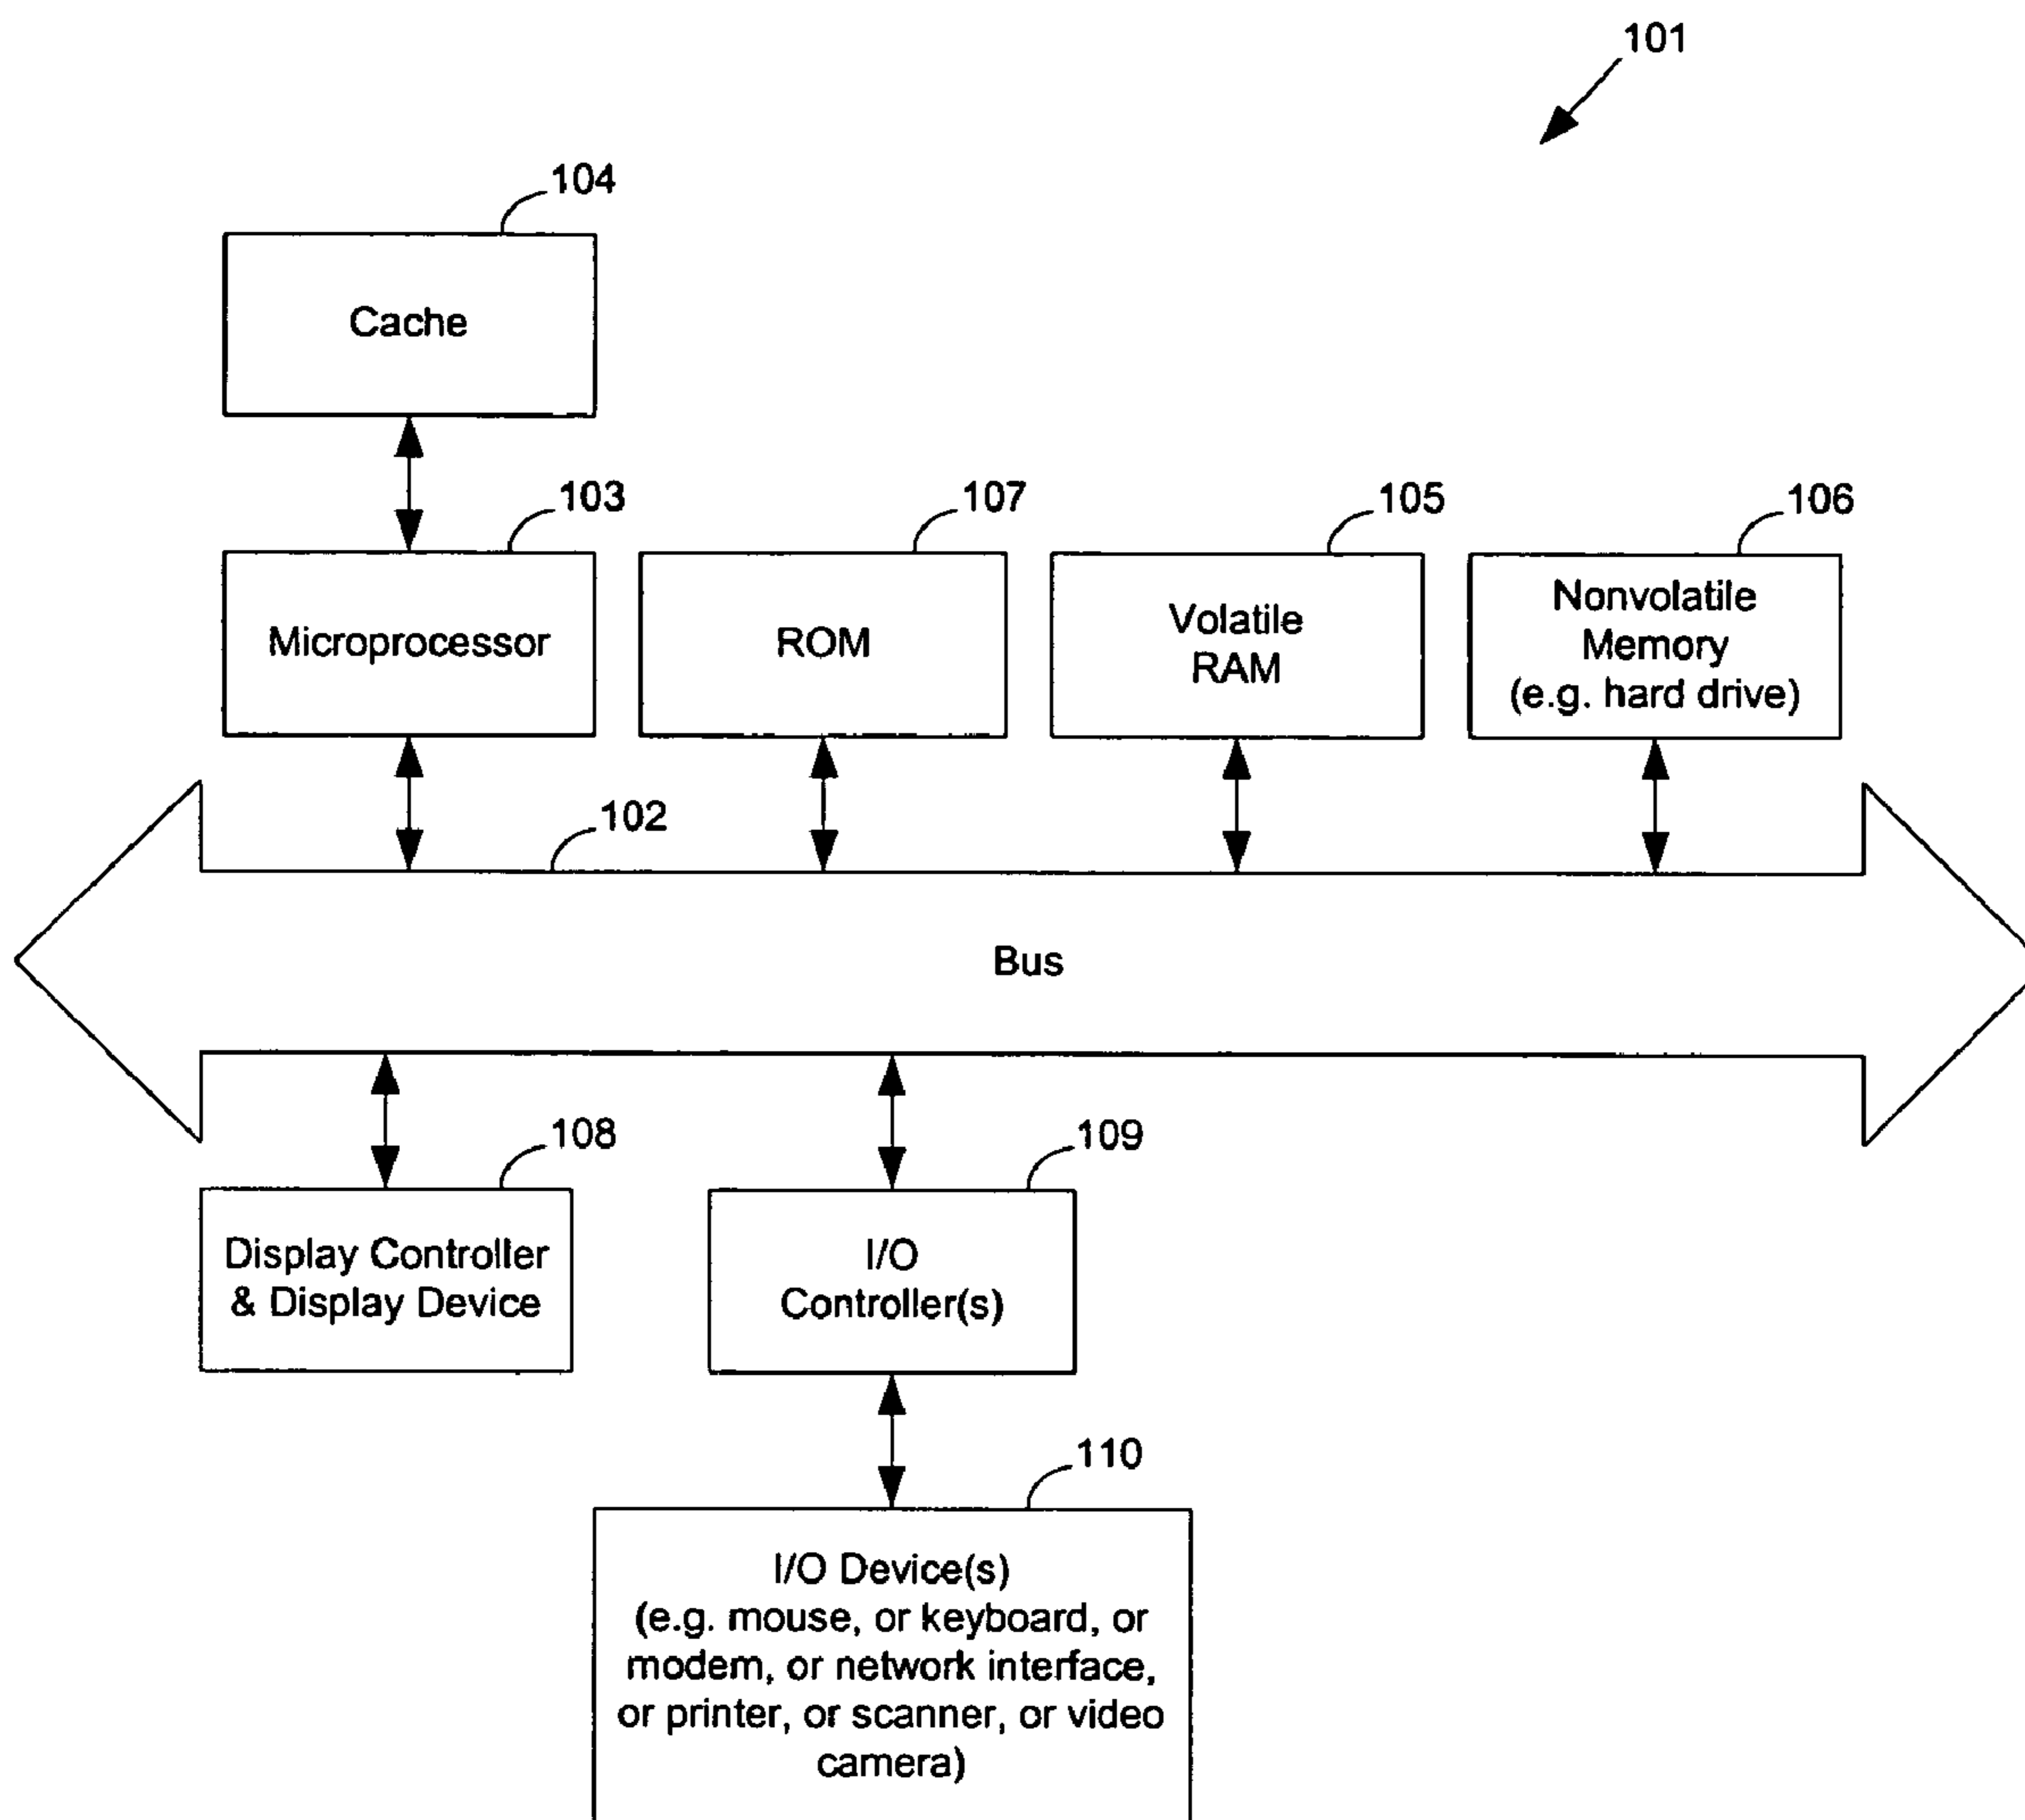 101
104
Cache
103
107
105
106
Microprocessor
ROM
Volatile
RAM
Nonvolatile
Memory
(e.g. hard drive)
102
Bus
108
109
Display Controller
& Display Device
I/O
Controller(s)
110
I/O Device(s)
(e.g. mouse, or keyboard, or
modem, or network interface,
or printer, or scanner, or video
camera)